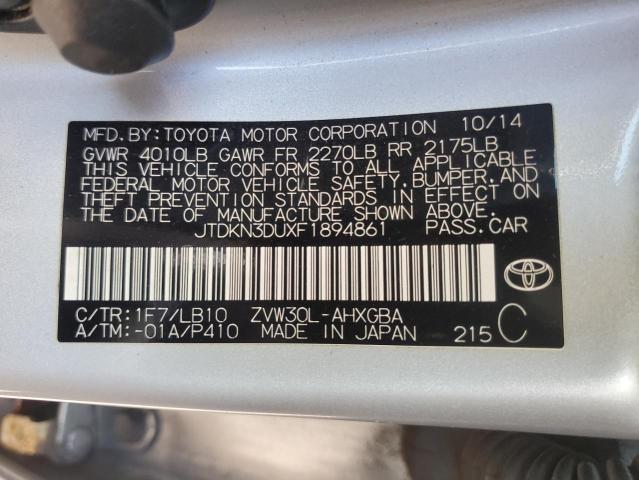 MFD.BY:TOYOTA MOTOR CORPORATION 10/14
GVWR 4010LB GAWR FR 2270LB RR 2175LB
THIS VEHICLE CONFORMS TO ALL APPLICABLE
FEDERAL MOTOR VEHICLE SAFETY,BUMPER,AND
THEFT PREVENTION STANDARDS IN EFFECT ON
THE DATE OF MANUFACTURE SHOWN ABOVE.
JTDKN3DUXF1894861 PASS.CAR
C/TR:1F7/LB10 ZVW30L-AHXGBA
A/TM:-01A/P410 MADE IN JAPAN 215 C